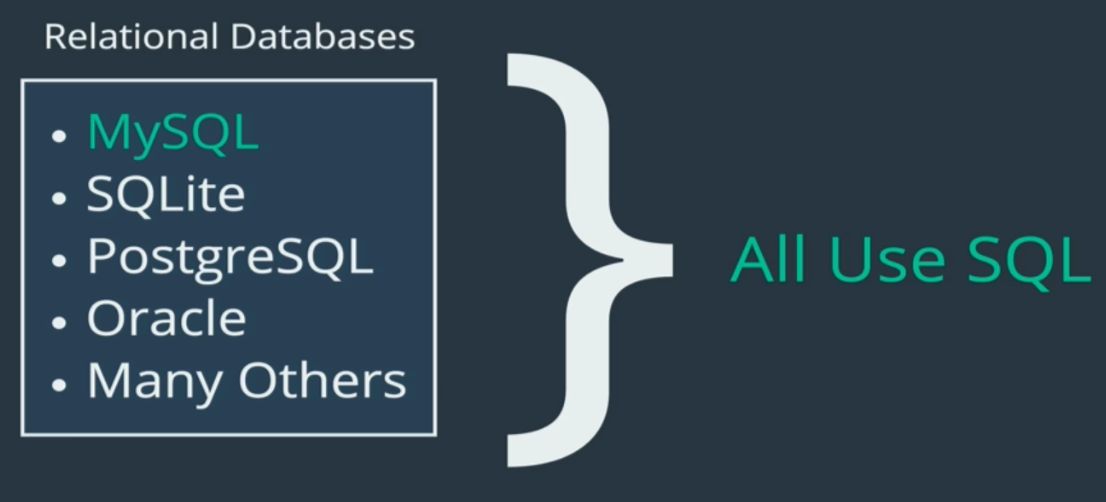 Relational Databases
• MySQL
• SQLite
• PostgreSQL
• Oracle
• Many Others
All Use SQL